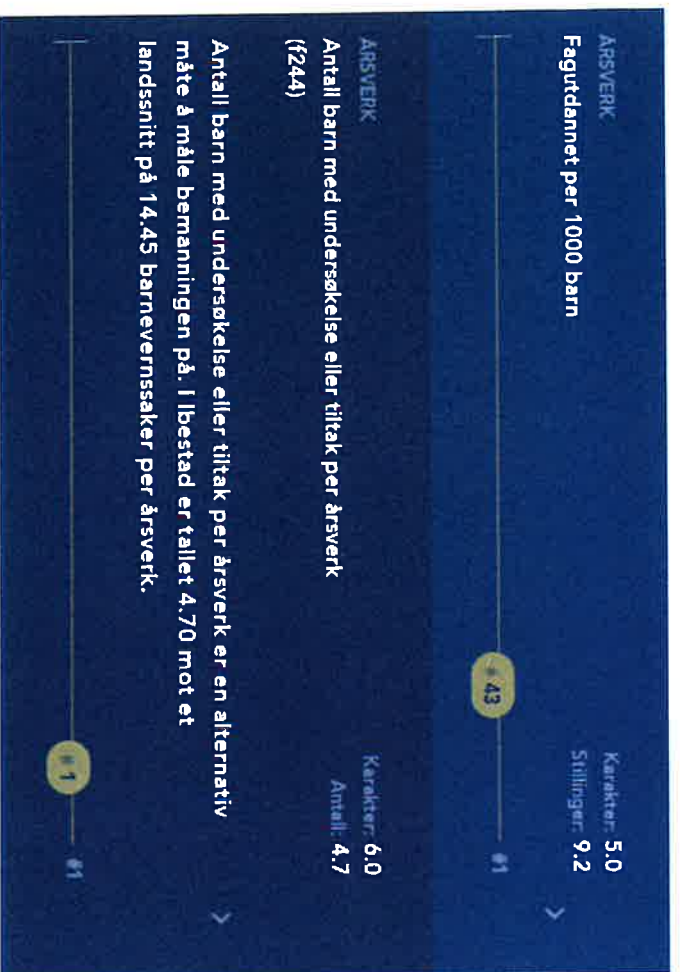 ÅRSVERK
Fagutdannet per 1000 barn
Karakter: 5.0
Stillinger: 9.2
# 43
#1
ÅRSVERK
Antall barn med undersøkelse eller tiltak per årsverk
(f244)
Karakter: 6.0
Antall: 4.7
Antall barn med undersøkelse eller tiltak per årsverk er en alternativ
måte å måle bemanningen på. I Ibestad er tallet 4.70 mot et
landssnitt på 14.45 barnevernssaker per årsverk.
# 1
#1